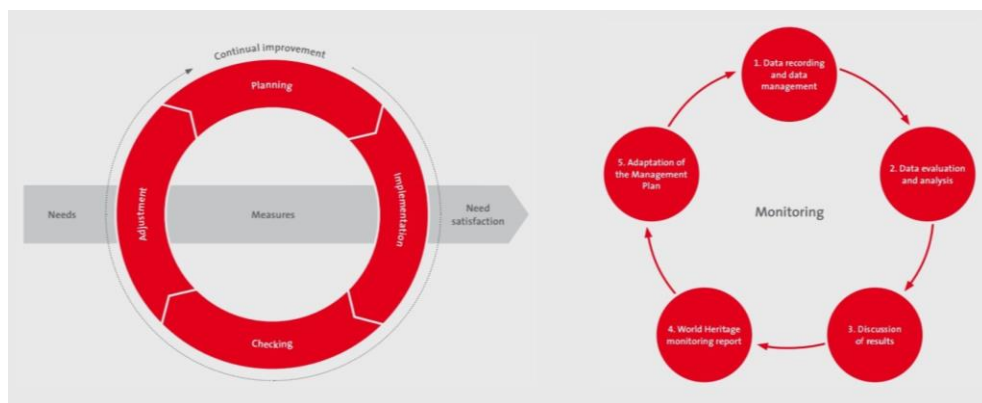 Continual improvement
Planning
Implementation
Checking
Adjustment
Needs
Measures
Need
satisfaction
1. Data recording
and data
management
2. Data evaluation
and analysis
3. Discussion
of results
4. World Heritage
monitoring report
5. Adaptation of
the Management
Plan
Monitoring